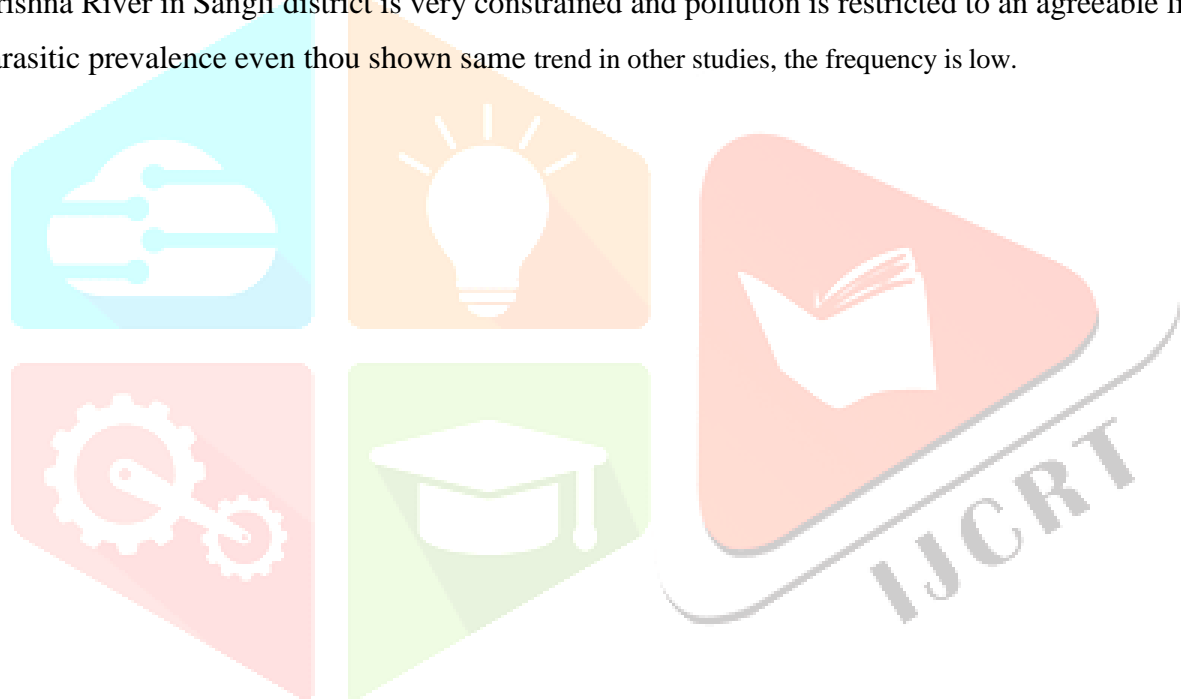 rishna River in Sangli district is very constrained and pollution is restricted to an agreeable
arasitic prevalence even thou shown same trend in other studies, the frequency is low.
IJCRT